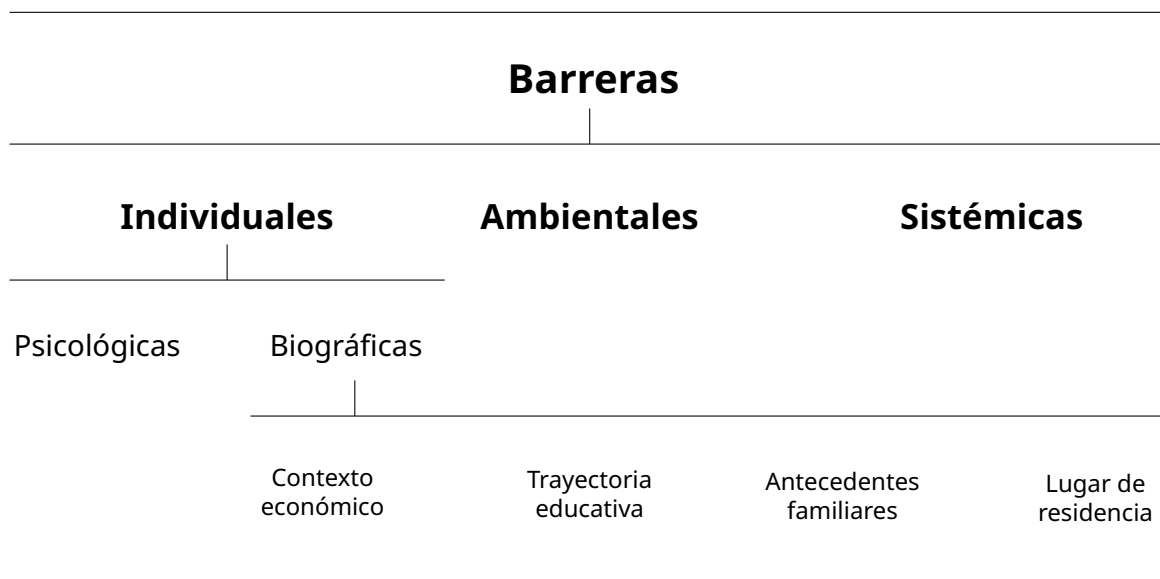 Barreras
Individuales
Ambientales
Sistémicas
Psicológicas
Biográficas
Contexto
económico
Trayectoria
educativa
Antecedentes
familiares
Lugar de
residencia